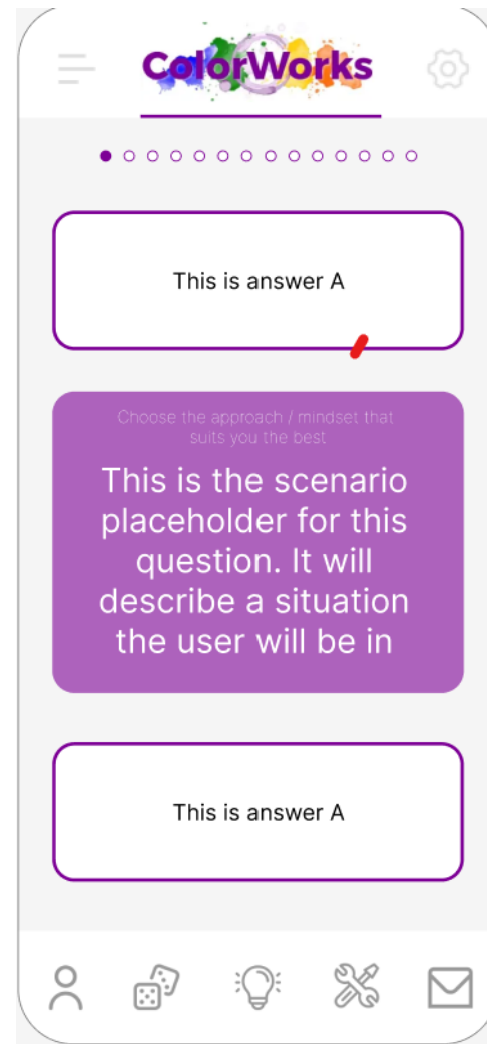 ColorWorks
This is answer A
Choose the approach / mindset that
suits you the best
This is the scenario
placeholder for this
question. It will
describe a situation
the user will be in
This is answer A